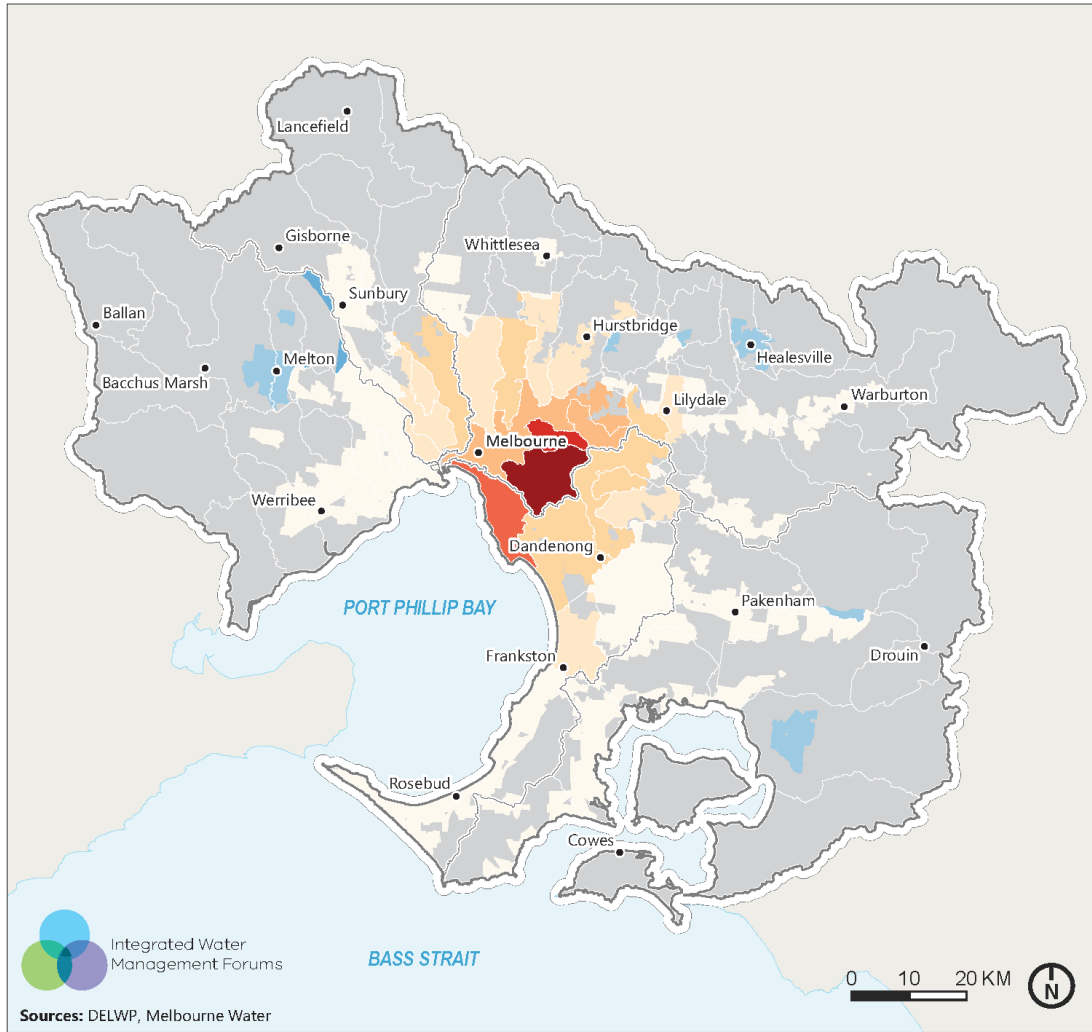 Lancefield
Gisborne
Whittlesea
Sunbury
Ballan
Hurstbridge
Healesville
Melton
Bacchus Marsh
Lilydale
Warburton
Melbourne
Werribee
Dandenong
PORT PHILLIP BAY
Pakenham
Drouin
Frankston
Rosebud
Cowes
Integrated Water
Management Forums
BASS STRAIT
0 10 20 KM
N
Sources: DELWP, Melbourne Water